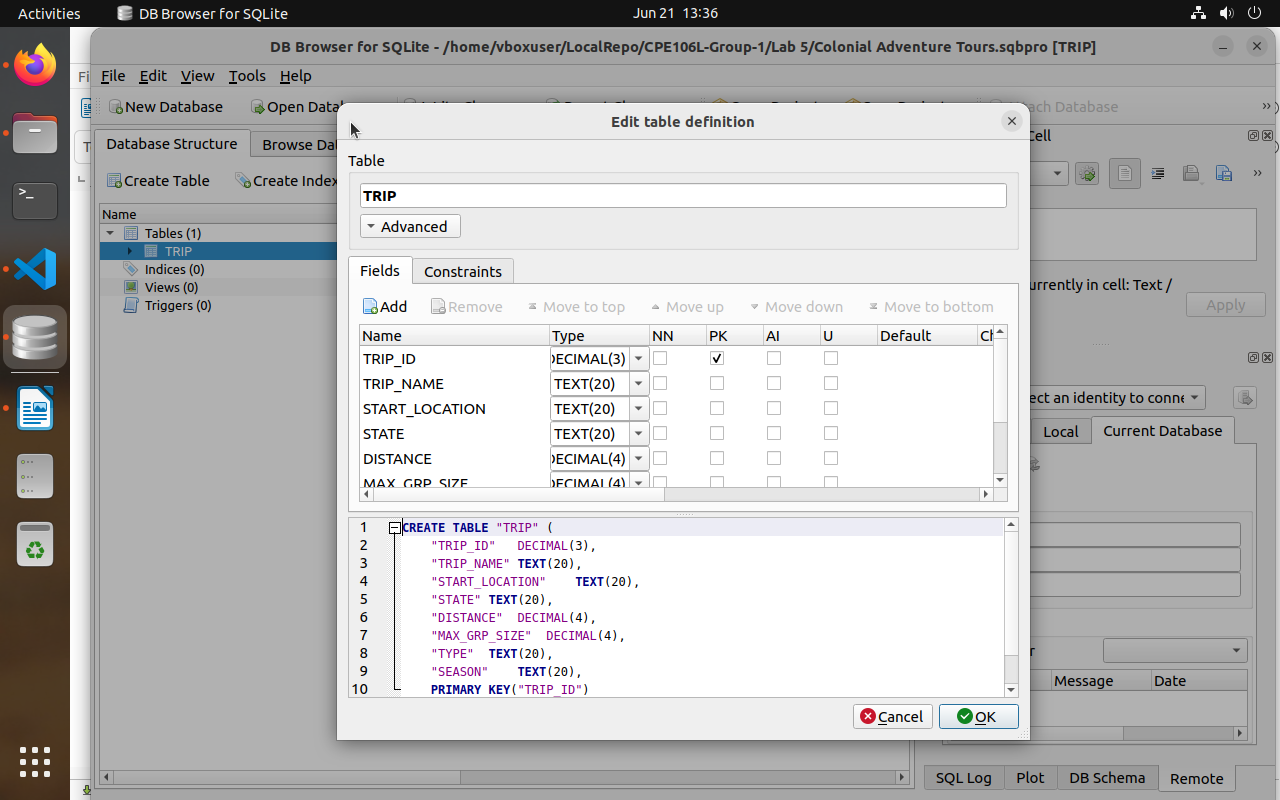 Activities
DB Browser for SQLite
Jun 21 13:36
DB Browser for SQLite - /home/vboxuser/LocalRepo/CPE106L-Group-1/Lab 5/Colonial Adventure Tours.sqbpro [TRIP]
File Edit View Tools Help
New Database
Open Data
Database Structure
Browse Dat
Create Table
Create Index
Name
Tables (1)
TRIP
Indices (0)
Views (0)
Triggers (0)
Edit table definition
Table
TRIP
Advanced
Fields
Constraints
Add
Remove
Move to top
Move up
Move down
Move to bottom
Name Type NN PK AI U Default Ch
TRIP_ID DECIMAL(3)
TRIP_NAME TEXT(20)
START_LOCATION TEXT(20)
STATE TEXT(20)
DISTANCE DECIMAL(4)
MAX_GRP_SIZE DECIMAL(4)
1 CREATE TABLE "TRIP" (
2 "TRIP_ID" DECIMAL(3),
3 "TRIP_NAME" TEXT(20),
4 "START_LOCATION" TEXT(20),
5 "STATE" TEXT(20),
6 "DISTANCE" DECIMAL(4),
7 "MAX_GRP_SIZE" DECIMAL(4),
8 "TYPE" TEXT(20),
9 "SEASON" TEXT(20),
10 PRIMARY KEY("TRIP_ID")
Cancel
OK
ach Database
Cell
urrently in cell: Text /
Apply
ect an identity to conne
Local
Current Database
Message
Date
SQL Log
Plot
DB Schema
Remote